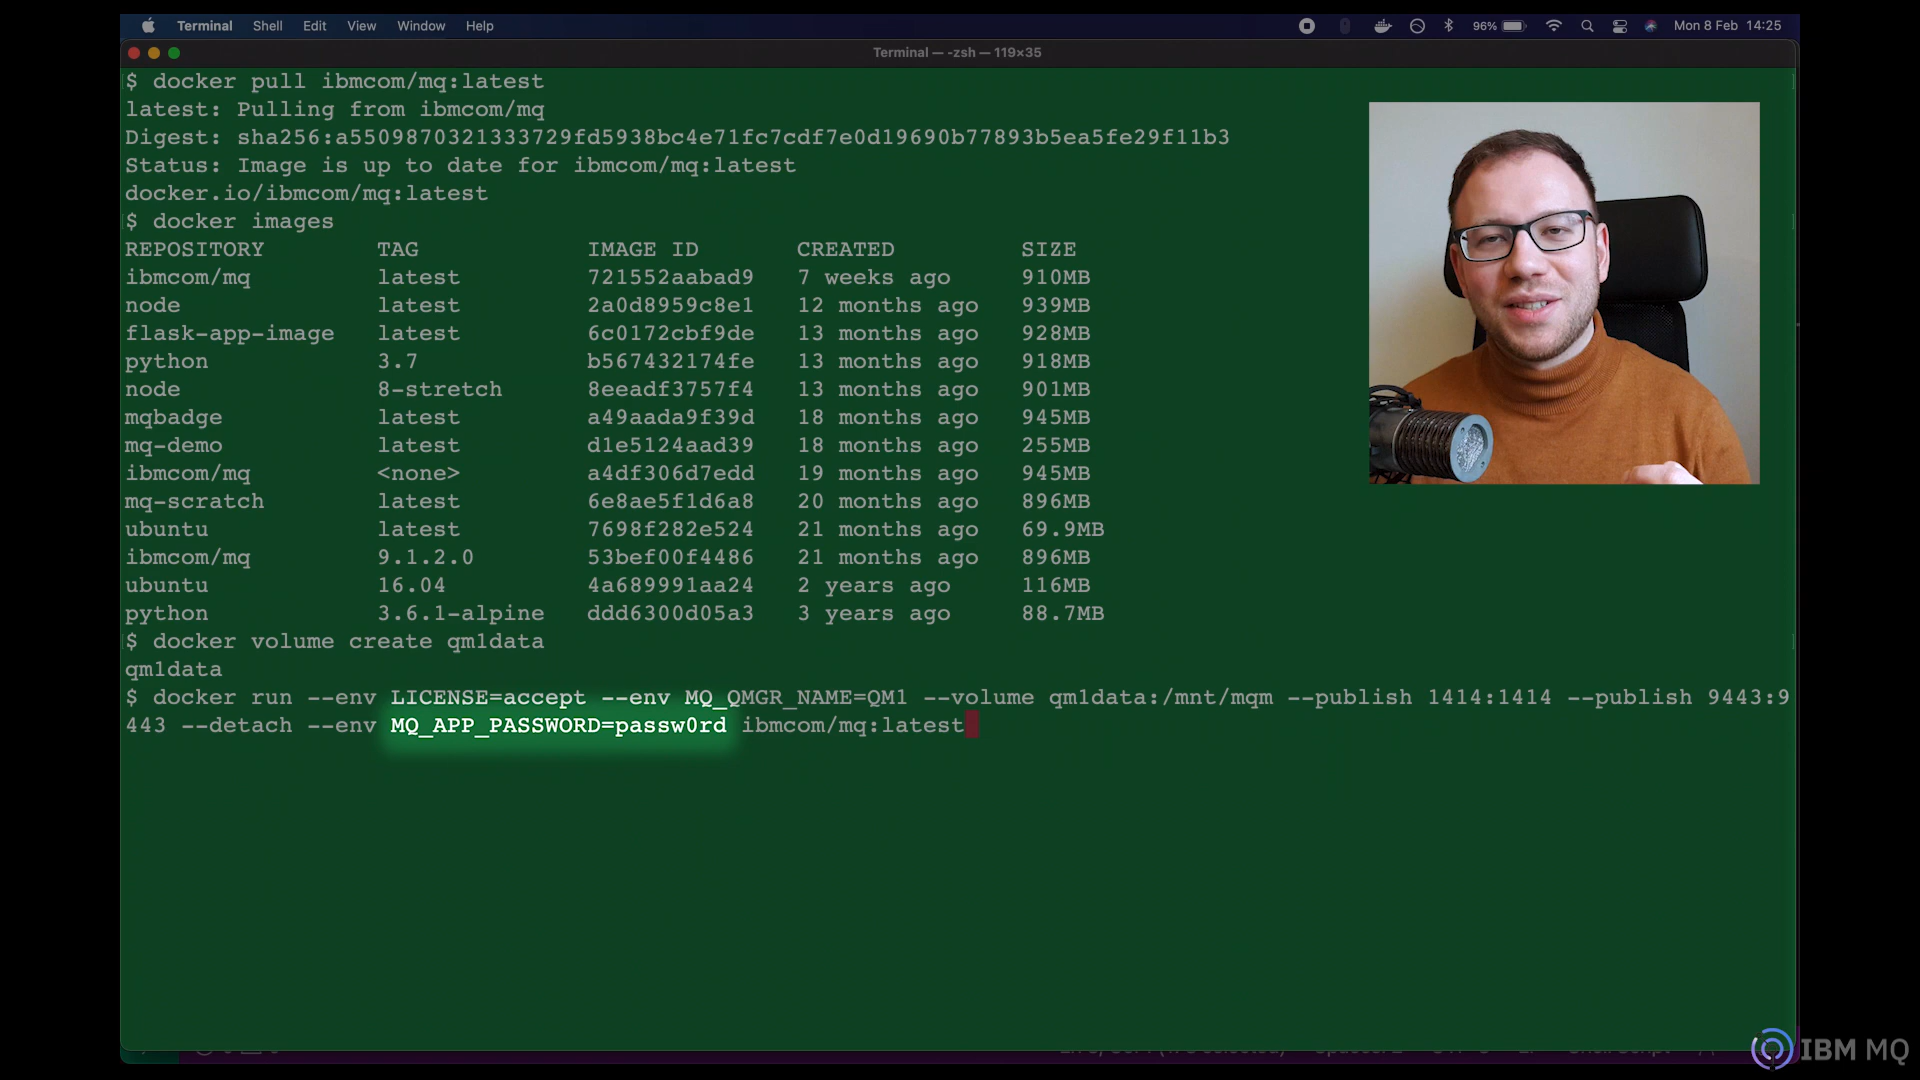 Terminal Shell Edit View Window Help 96% Mon 8 Feb 14:25
Terminal — -zsh — 119×35
$ docker pull ibmcom/mq:latest
latest: Pulling from ibmcom/mq
Digest: sha256:a55098703213337​29fd5938bc4e71fc7cdf7e0d19690b77893b5ea5fe29f11b3
Status: Image is up to date for ibmcom/mq:latest
docker.io/ibmcom/mq:latest
$ docker images
REPOSITORY TAG IMAGE ID CREATED SIZE
ibmcom/mq latest 721552aabad9 7 weeks ago 910MB
node latest 2a0d8959c8e1 12 months ago 939MB
flask-app-image latest 6c0172cbf9de 13 months ago 928MB
python 3.7 b567432174fe 13 months ago 918MB
node 8-stretch 8eeadf3757f4 13 months ago 901MB
mqbadge latest a49aada9f39d 18 months ago 945MB
mq-demo latest d1e5124aad39 18 months ago 255MB
ibmcom/mq <none> a4df306d7edd 19 months ago 945MB
mq-scratch latest 6e8ae5f1d6a8 20 months ago 896MB
ubuntu latest 7698f282e524 21 months ago 69.9MB
ibmcom/mq 9.1.2.0 53bef00f4486 21 months ago 896MB
ubuntu 16.04 4a689991aa24 2 years ago 116MB
python 3.6.1-alpine ddd6300d05a3 3 years ago 88.7MB
$ docker volume create qm1data
qm1data
$ docker run --env LICENSE=accept --env MQ_QMGR_NAME=QM1 --volume qm1data:/mnt/mqm --publish 1414:1414 --publish 9443:9
443 --detach --env MQ_APP_PASSWORD=passw0rd ibmcom/mq:latest
IBM MQ